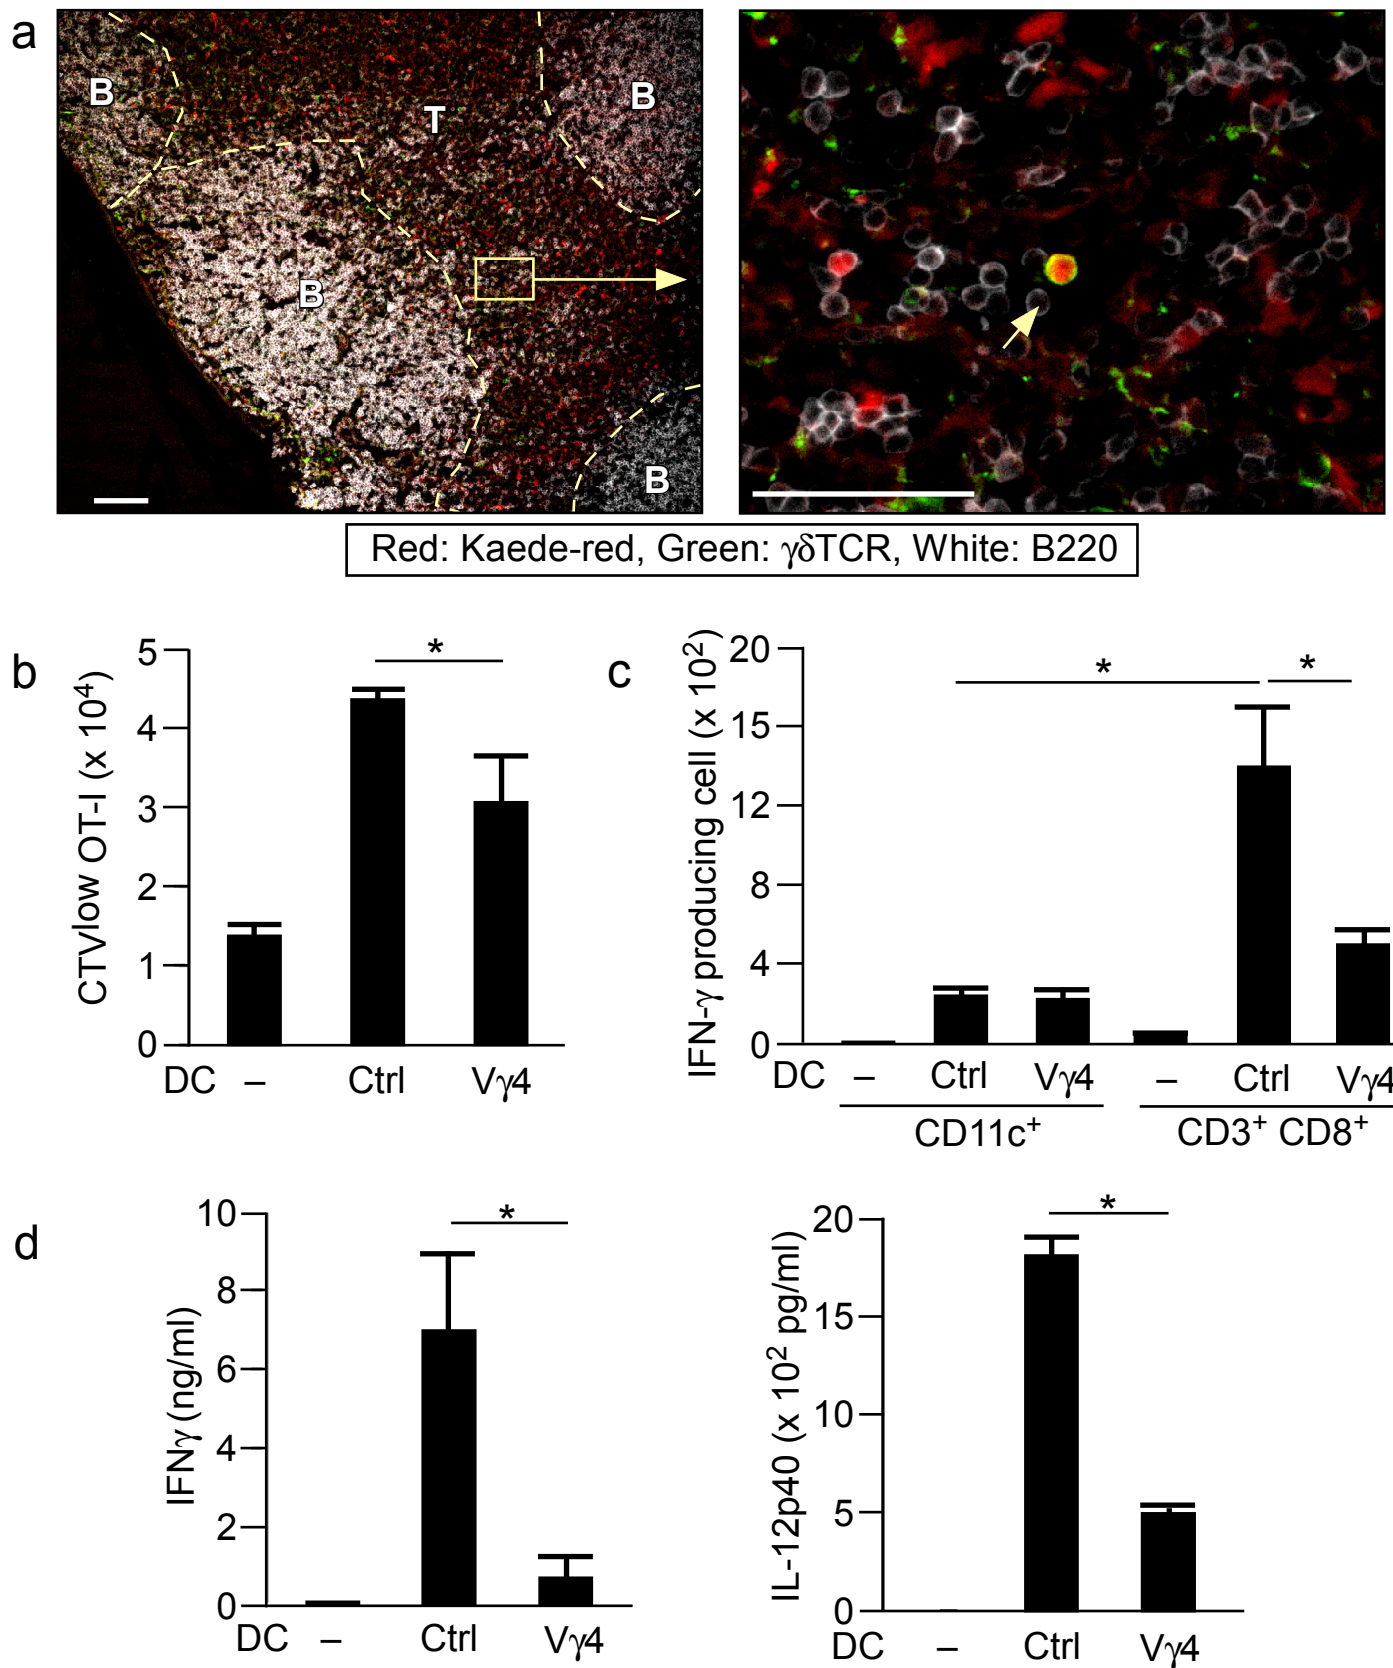 a
B
T
B
B
B
Red: Kaede-red, Green: γδTCR, White: B220
b
CTVlow OT-I (x 10⁴)
5
4
3
2
1
0
*
DC – Ctrl Vγ4
c
IFN-γ producing cell (x 10²)
20
15
12
8
4
0
*
*
DC – Ctrl Vγ4 – Ctrl Vγ4
CD11c⁺ CD3⁺ CD8⁺
d
IFNγ (ng/ml)
10
8
6
4
2
0
*
DC – Ctrl Vγ4
IL-12p40 (x 10² pg/ml)
20
15
10
5
0
*
DC – Ctrl Vγ4